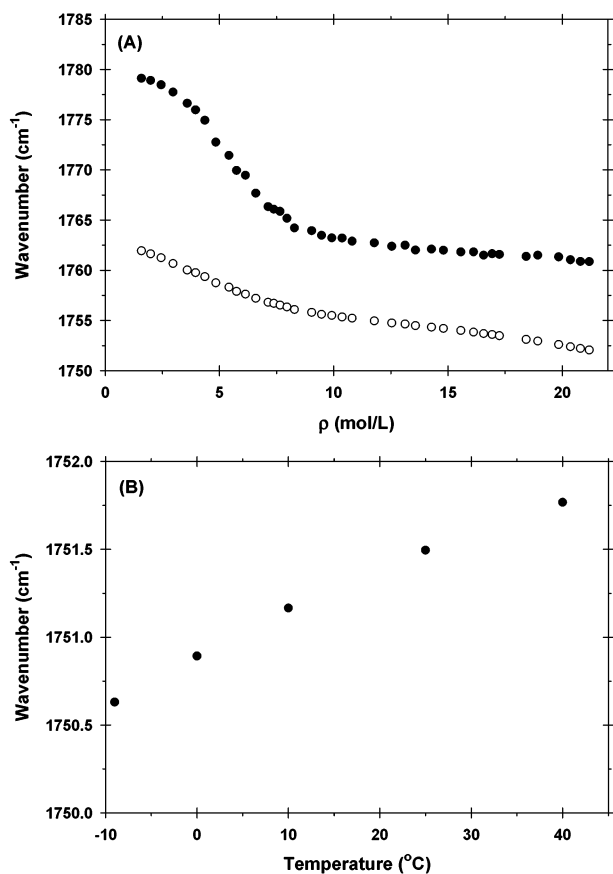 (A)
1785
1780
1775
1770
1765
1760
1755
1750
Wavenumber (cm⁻¹)
0 5 10 15 20
ρ (mol/L)
(B)
1752.0
1751.5
1751.0
1750.5
1750.0
Wavenumber (cm⁻¹)
-10 0 10 20 30 40
Temperature (°C)